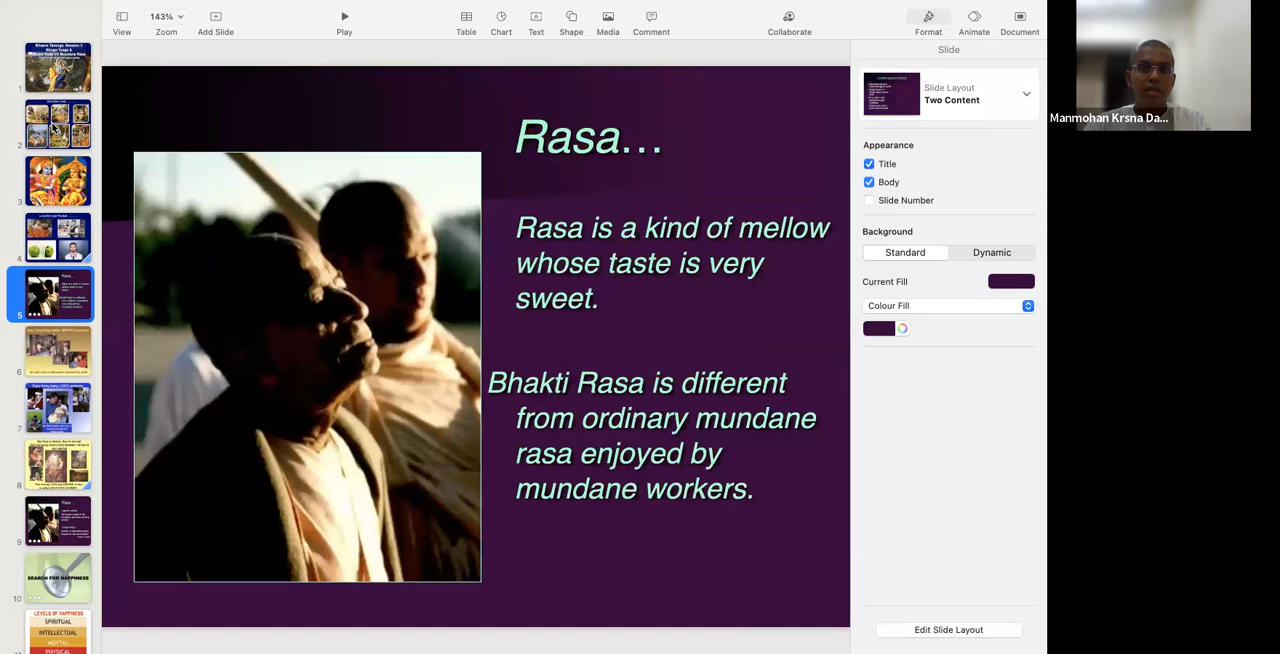 143%
View
Zoom
Add Slide
Play
Table
Chart
Text
Shape
Media
Comment
Collaborate
Format
Animate
Document
Slide
Slide Layout
Two Content
Appearance
Title
Body
Slide Number
Background
Standard
Dynamic
Current Fill
Colour Fill
Edit Slide Layout
Rasa…
Rasa is a kind of mellow
whose taste is very
sweet.
Bhakti Rasa is different
from ordinary mundane
rasa enjoyed by
mundane workers.
Manmohan Krsna Da...
1
2
3
4
5
Rasa...
6
7
8
9
Rasa...
10
SEARCH FOR HAPPINESS
LEVELS OF HAPPINESS
SPIRITUAL
INTELLECTUAL
MENTAL
PHYSICAL